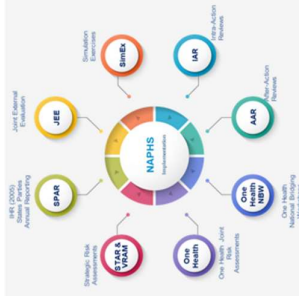 NAPHS
Implementation
SimEx
Simulation
Exercises
IAR
Intra-Action
Reviews
AAR
After-Action
Reviews
One
Health
NBW
One Health
National Bridging
One
Health
One Health Joint
Risk
Assessments
STAR &
VRAM
Strategic Risk
Assessments
SPAR
IHR (2005)
States Parties
Annual Reporting
JEE
Joint External
Evaluation